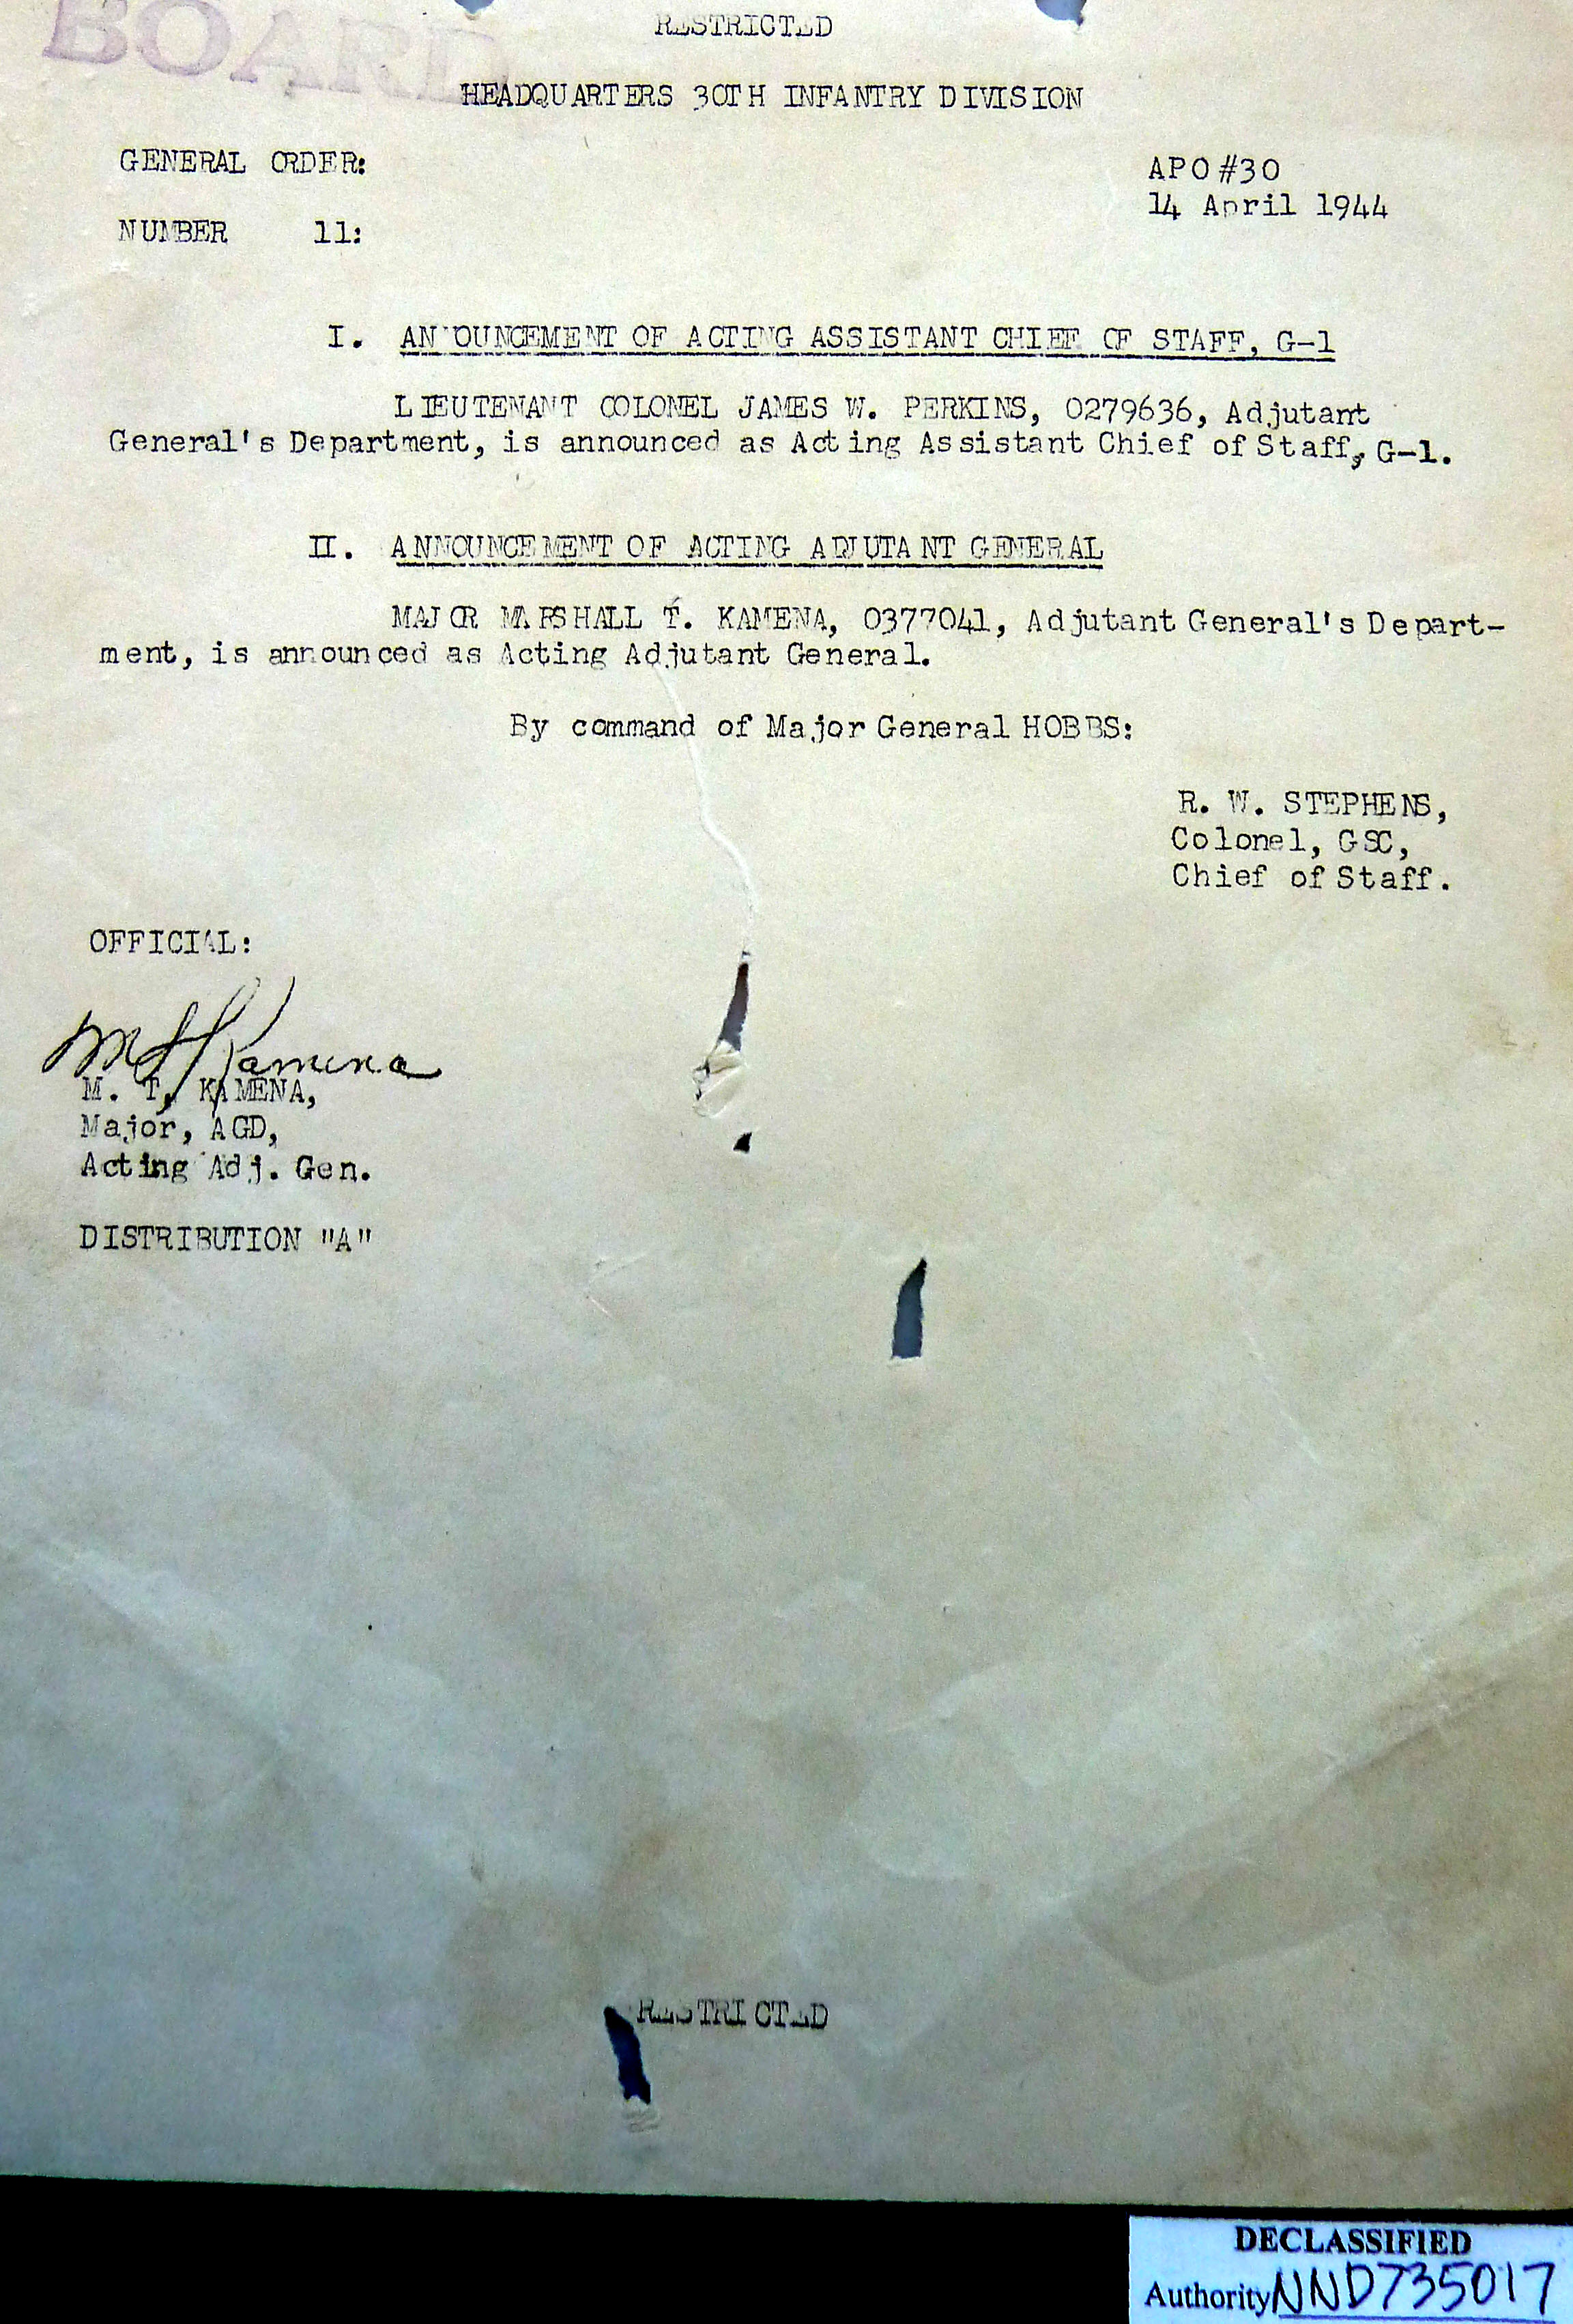 BOARD
RESTRICTED
HEADQUARTERS 30TH INFANTRY DIVISION
GENERAL ORDER:
APO #30
14 April 1944
NUMBER 11:
I. ANNOUNCEMENT OF ACTING ASSISTANT CHIEF OF STAFF, G-1
LIEUTENANT COLONEL JAMES W. PERKINS, 0279636, Adjutant
General's Department, is announced as Acting Assistant Chief of Staff, G-1.
II. ANNOUNCEMENT OF ACTING ADJUTANT GENERAL
MAJOR MARSHALL T. KAMENA, 0377041, Adjutant General's Depart-
ment, is announced as Acting Adjutant General.
By command of Major General HOBBS:
R. W. STEPHENS,
Colonel, GSC,
Chief of Staff.
OFFICIAL:
M T Kamena
M. T, KAMENA,
Major, AGD,
Acting Adj. Gen.
DISTRIBUTION "A"
RESTRICTED
DECLASSIFIED
Authority NND735017